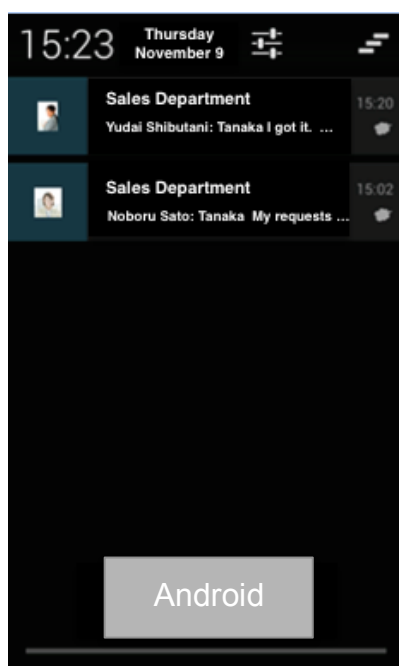 15:23
Thursday
November 9
Sales Department
15:20
Yudai Shibutani: Tanaka I got it. ...
Sales Department
15:02
Noboru Sato: Tanaka My requests ...
Android